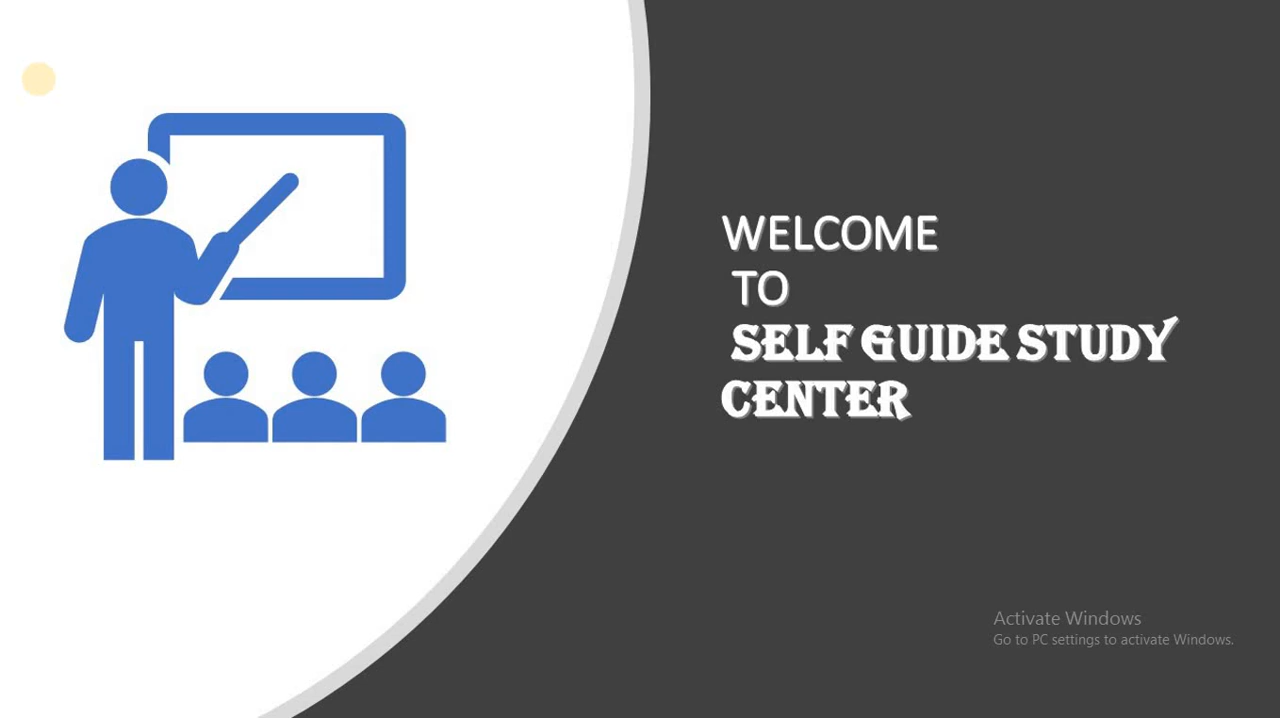 WELCOME
TO
SELF GUIDE STUDY
CENTER
Activate Windows
Go to PC settings to activate Windows.